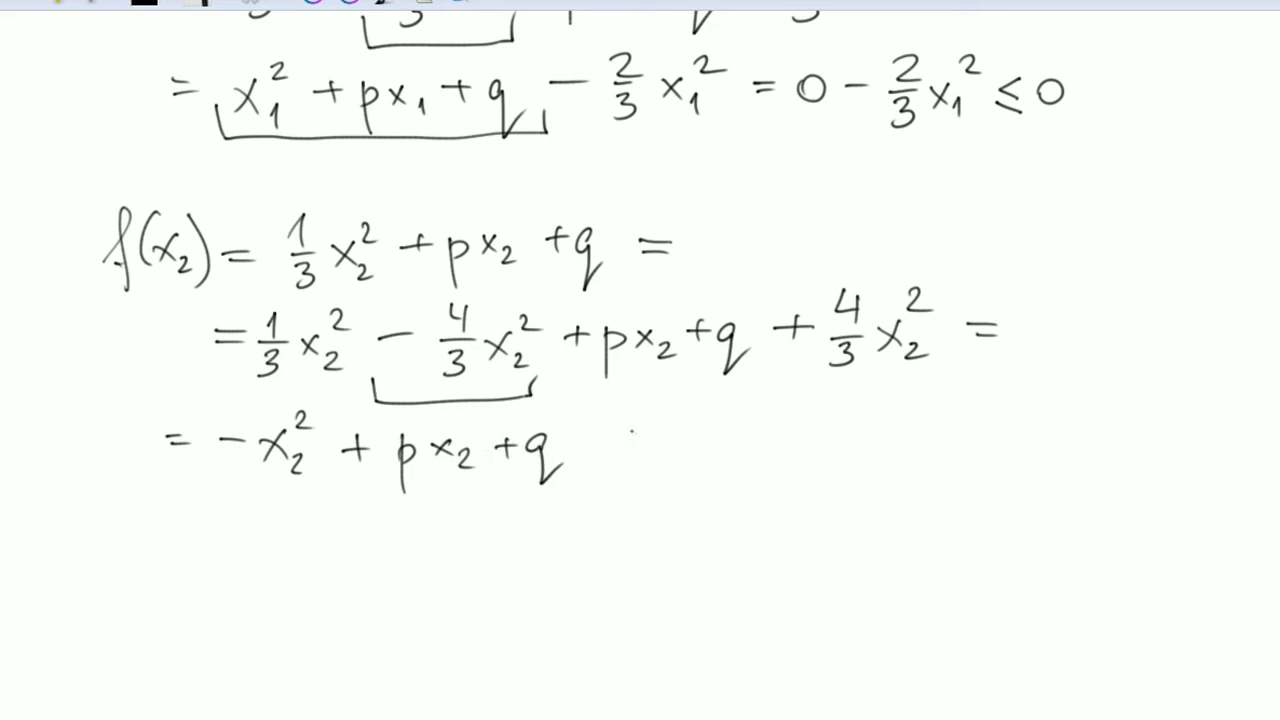 = x₁² + px₁ + q - 2/3 x₁² = 0 - 2/3 x₁² ≤ 0
f(x₂) = 1/3 x₂² + px₂ + q =
= 1/3 x₂² - 4/3 x₂² + px₂ + q + 4/3 x₂² =
= -x₂² + px₂ + q